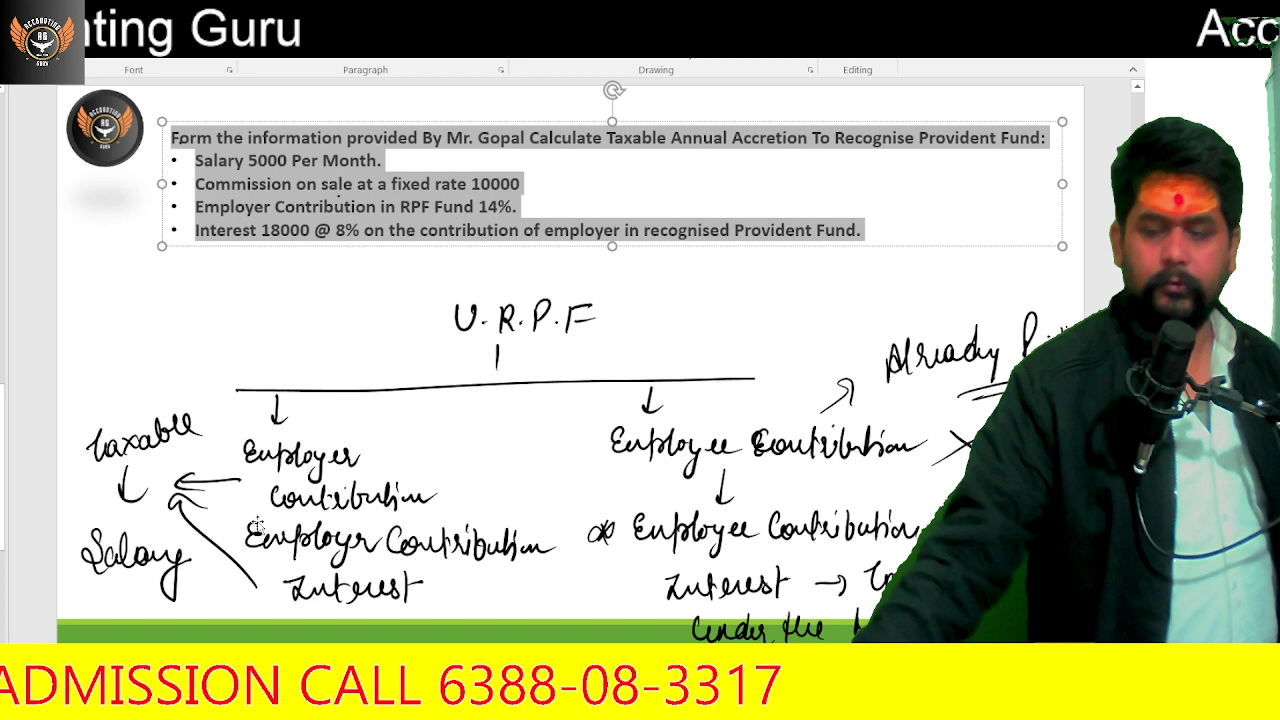 nting Guru
Acc
Font
Paragraph
Drawing
Editing
ACCOUNTING
AG
GURU
Form the information provided By Mr. Gopal Calculate Taxable Annual Accretion To Recognise Provident Fund:
• Salary 5000 Per Month.
• Commission on sale at a fixed rate 10000
• Employer Contribution in RPF Fund 14%.
• Interest 18000 @ 8% on the contribution of employer in recognised Provident Fund.
U.R.P.F
Already P
Taxable
Employer
Contribution
Employee Contribution
Salary
Employer Contribution
Interest
Employee Contribution
Interest →
Under the
ADMISSION CALL 6388-08-3317